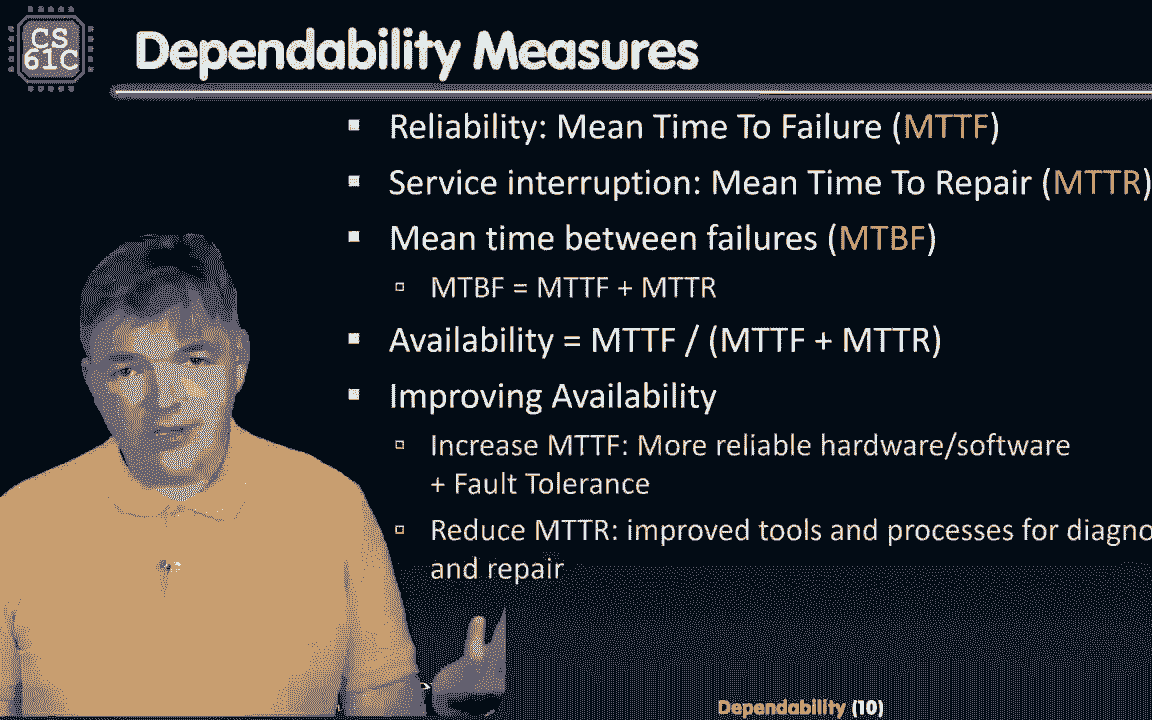 CS
61C
Dependability Measures
▪ Reliability: Mean Time To Failure (MTTF)
▪ Service interruption: Mean Time To Repair (MTTR)
▪ Mean time between failures (MTBF)
▫ MTBF = MTTF + MTTR
▪ Availability = MTTF / (MTTF + MTTR)
▪ Improving Availability
▫ Increase MTTF: More reliable hardware/software
+ Fault Tolerance
▫ Reduce MTTR: improved tools and processes for diagno
and repair
Dependability (10)